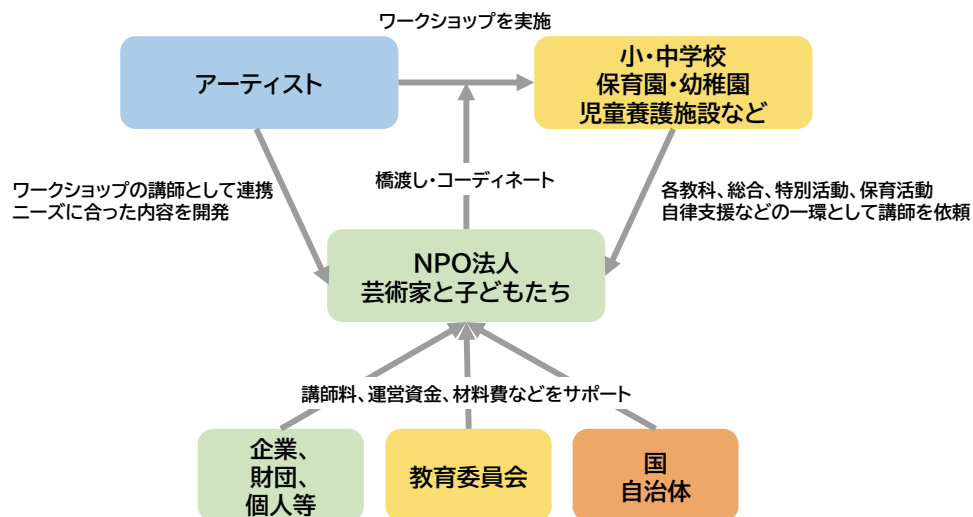 ワークショップを実施
アーティスト
小・中学校
保育園・幼稚園
児童養護施設など
ワークショップの講師として連携
ニーズに合った内容を開発
橋渡し・コーディネート
各教科、総合、特別活動、保育活動
自律支援などの一環として講師を依頼
NPO法人
芸術家と子どもたち
講師料、運営資金、材料費などをサポート
企業、
財団、
個人等
教育委員会
国
自治体